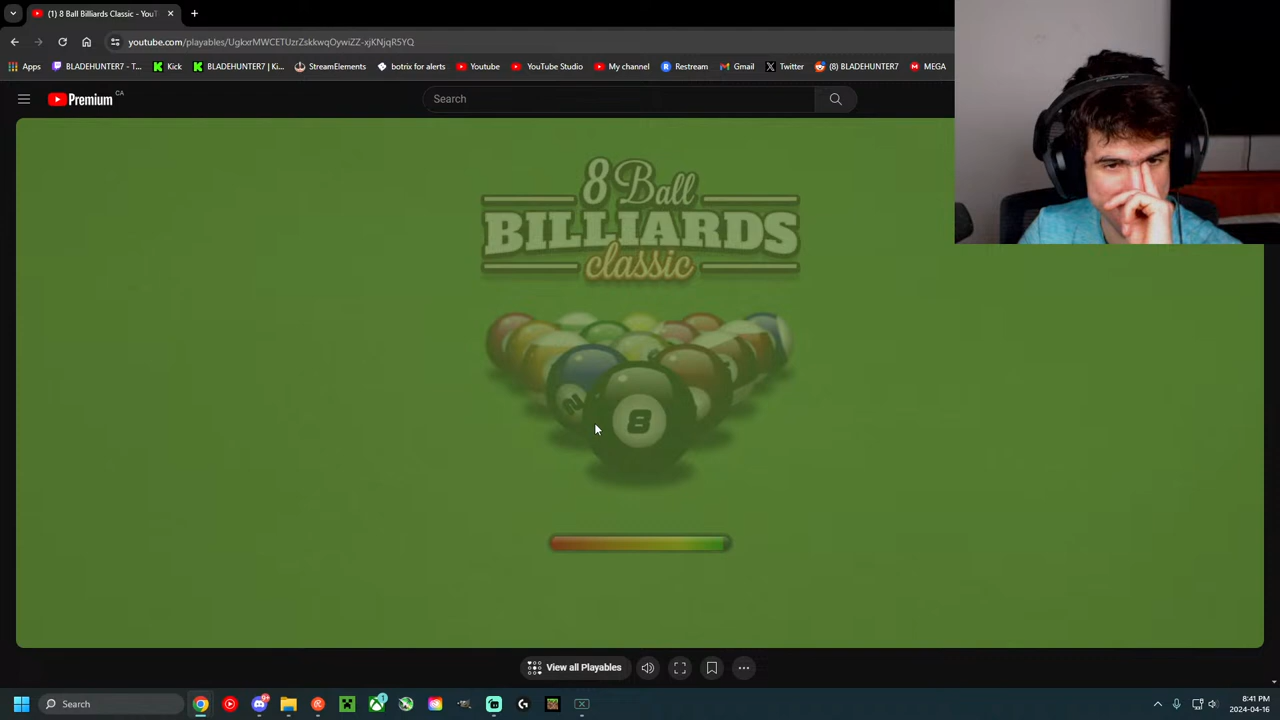 (1) 8 Ball Billiards Classic - YouT
youtube.com/playables/UgkxrMWCETUzrZskkwqOywiZZ-xjKNjqR5YQ
Apps BLADEHUNTER7 - T... Kick BLADEHUNTER7 | Ki... StreamElements botrix for alerts Youtube YouTube Studio My channel Restream Gmail Twitter (8) BLADEHUNTER7 MEGA
Premium CA
Search
8 Ball
BILLIARDS
classic
2
8
View all Playables
Search
8:41 PM
2024-04-16